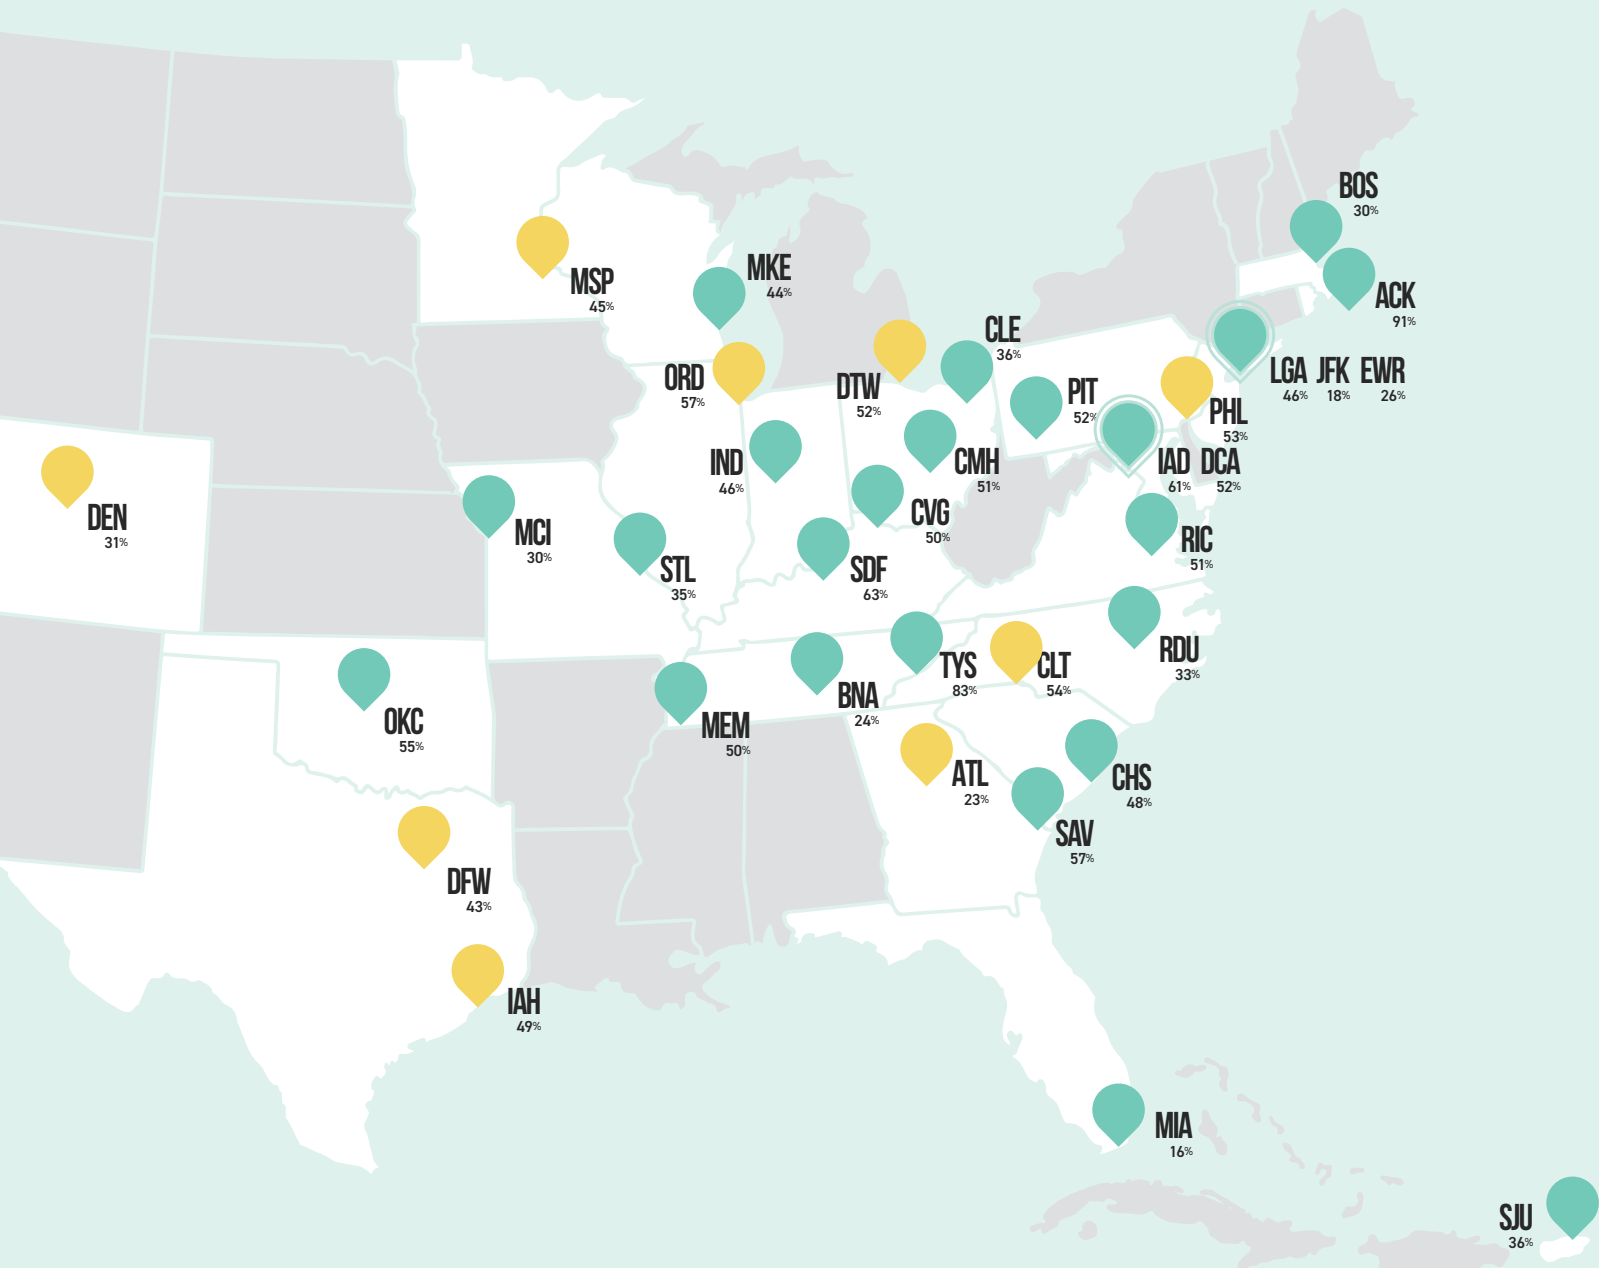 BOS
30%
MKE
44%
MSP
45%
ACK
91%
CLE
36%
ORD
57%
DTW
52%
PIT
52%
LGA JFK EWR
46% 18% 26%
PHL
53%
IND
46%
CMH
51%
IAD DCA
61% 52%
DEN
31%
MCI
30%
CVG
50%
RIC
51%
STL
35%
SDF
63%
TYS
83%
CLT
54%
RDU
33%
OKC
55%
MEM
50%
BNA
24%
ATL
23%
CHS
48%
SAV
57%
DFW
43%
IAH
49%
MIA
16%
SJU
36%